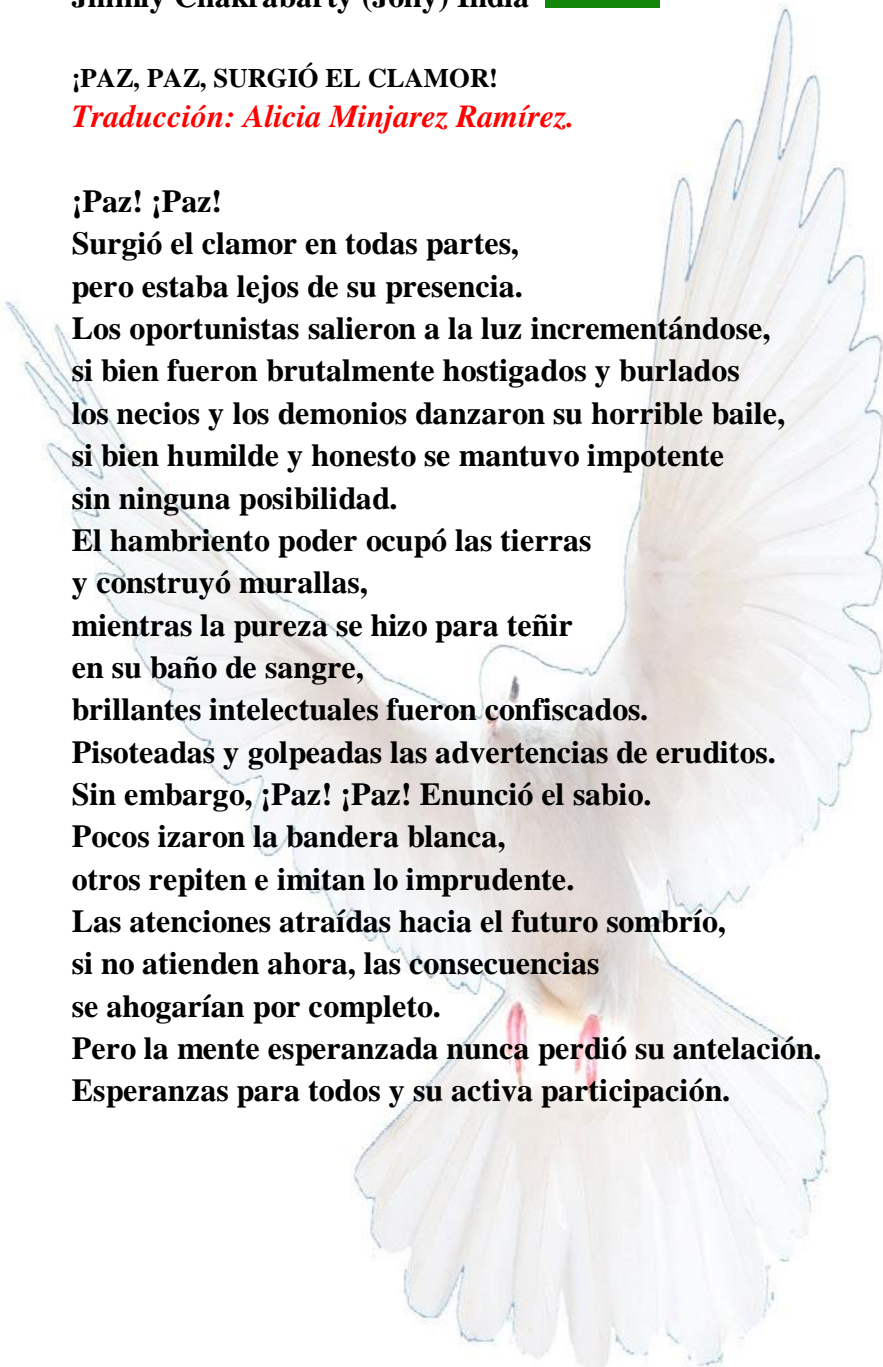 Jimmy Chakrabarty (Jony) India
¡PAZ, PAZ, SURGIÓ EL CLAMOR!
Traducción: Alicia Minjarez Ramírez.
¡Paz! ¡Paz!
Surgió el clamor en todas partes,
pero estaba lejos de su presencia.
Los oportunistas salieron a la luz incrementándose,
si bien fueron brutalmente hostigados y burlados
los necios y los demonios danzaron su horrible baile,
si bien humilde y honesto se mantuvo impotente
sin ninguna posibilidad.
El hambriento poder ocupó las tierras
y construyó murallas,
mientras la pureza se hizo para teñir
en su baño de sangre,
brillantes intelectuales fueron confiscados.
Pisoteadas y golpeadas las advertencias de eruditos.
Sin embargo, ¡Paz! ¡Paz! Enunció el sabio.
Pocos izaron la bandera blanca,
otros repiten e imitan lo imprudente.
Las atenciones atraídas hacia el futuro sombrío,
si no atienden ahora, las consecuencias
se ahogarían por completo.
Pero la mente esperanzada nunca perdió su antelación.
Esperanzas para todos y su activa participación.